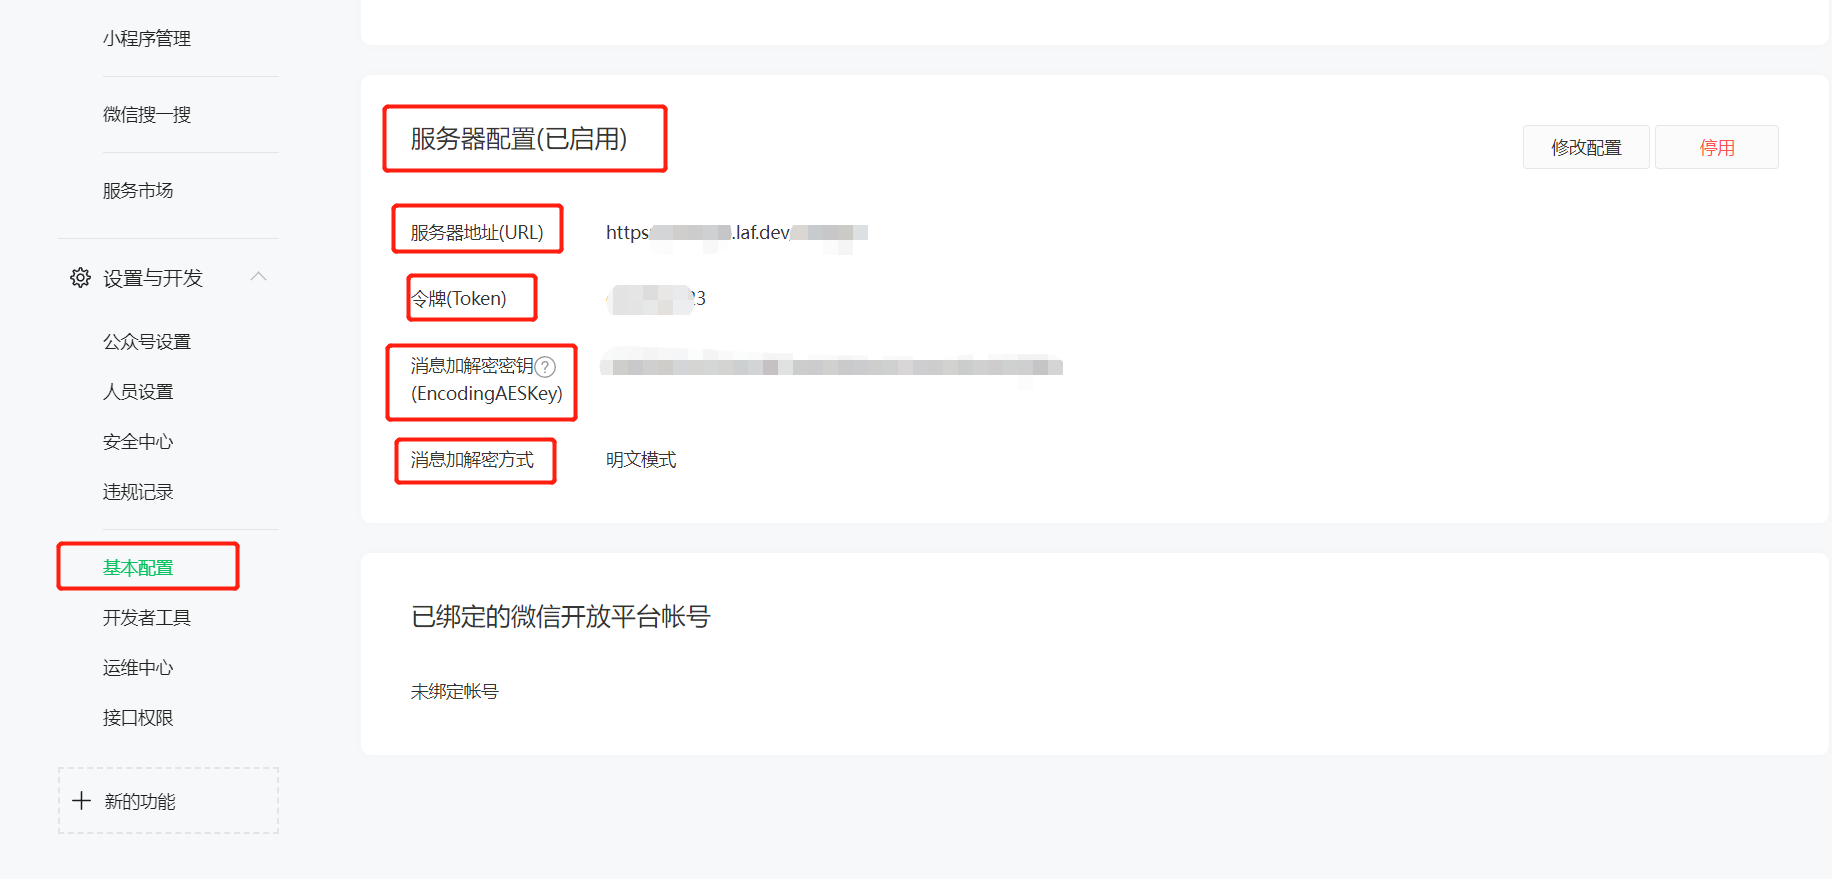 小程序管理
微信搜一搜
服务市场
设置与开发
公众号设置
人员设置
安全中心
违规记录
基本配置
开发者工具
运维中心
接口权限
新的功能
服务器配置(已启用)
修改配置
停用
服务器地址(URL)
https .laf.dev
令牌(Token)
3
消息加解密密钥?
(EncodingAESKey)
消息加解密方式
明文模式
已绑定的微信开放平台帐号
未绑定帐号